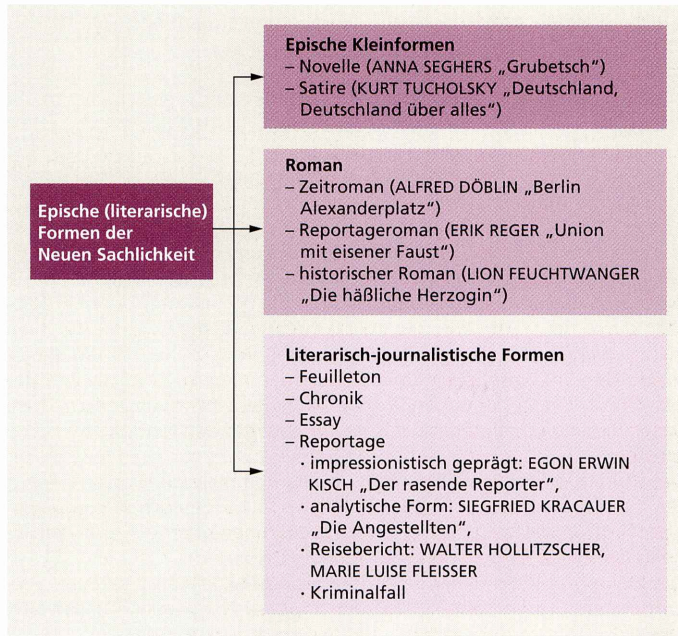 Epische (literarische)
Formen der
Neuen Sachlichkeit
Epische Kleinformen
– Novelle (ANNA SEGHERS „Grubetsch“)
– Satire (KURT TUCHOLSKY „Deutschland,
Deutschland über alles“)
Roman
– Zeitroman (ALFRED DÖBLIN „Berlin
Alexanderplatz“)
– Reportageroman (ERIK REGER „Union
mit eisener Faust“)
– historischer Roman (LION FEUCHTWANGER
„Die häßliche Herzogin“)
Literarisch-journalistische Formen
– Feuilleton
– Chronik
– Essay
– Reportage
· impressionistisch geprägt: EGON ERWIN
KISCH „Der rasende Reporter“,
· analytische Form: SIEGFRIED KRACAUER
„Die Angestellten“,
· Reisebericht: WALTER HOLLITZSCHER,
MARIE LUISE FLEISSER
· Kriminalfall